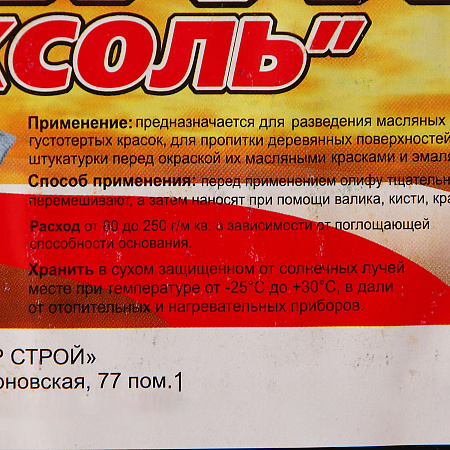 КСОЛЬ"
Применение: предназначается для разведения масляных
густотертых красок, для пропитки деревянных поверхностей
штукатурки перед окраской их масляными красками и эмаля
Способ применения: перед применением олифу тщательн
перемешивают, а затем наносят при помощи валика, кисти, кра
Расход от 80 до 250 г/м кв. в зависимости от поглощающей
способности основания.
Хранить в сухом защищенном от солнечных лучей
месте при температуре от -25°С до +30°С, в дали
от отопительных и нагревательных приборов.
Р СТРОЙ»
оновская, 77 пом.1